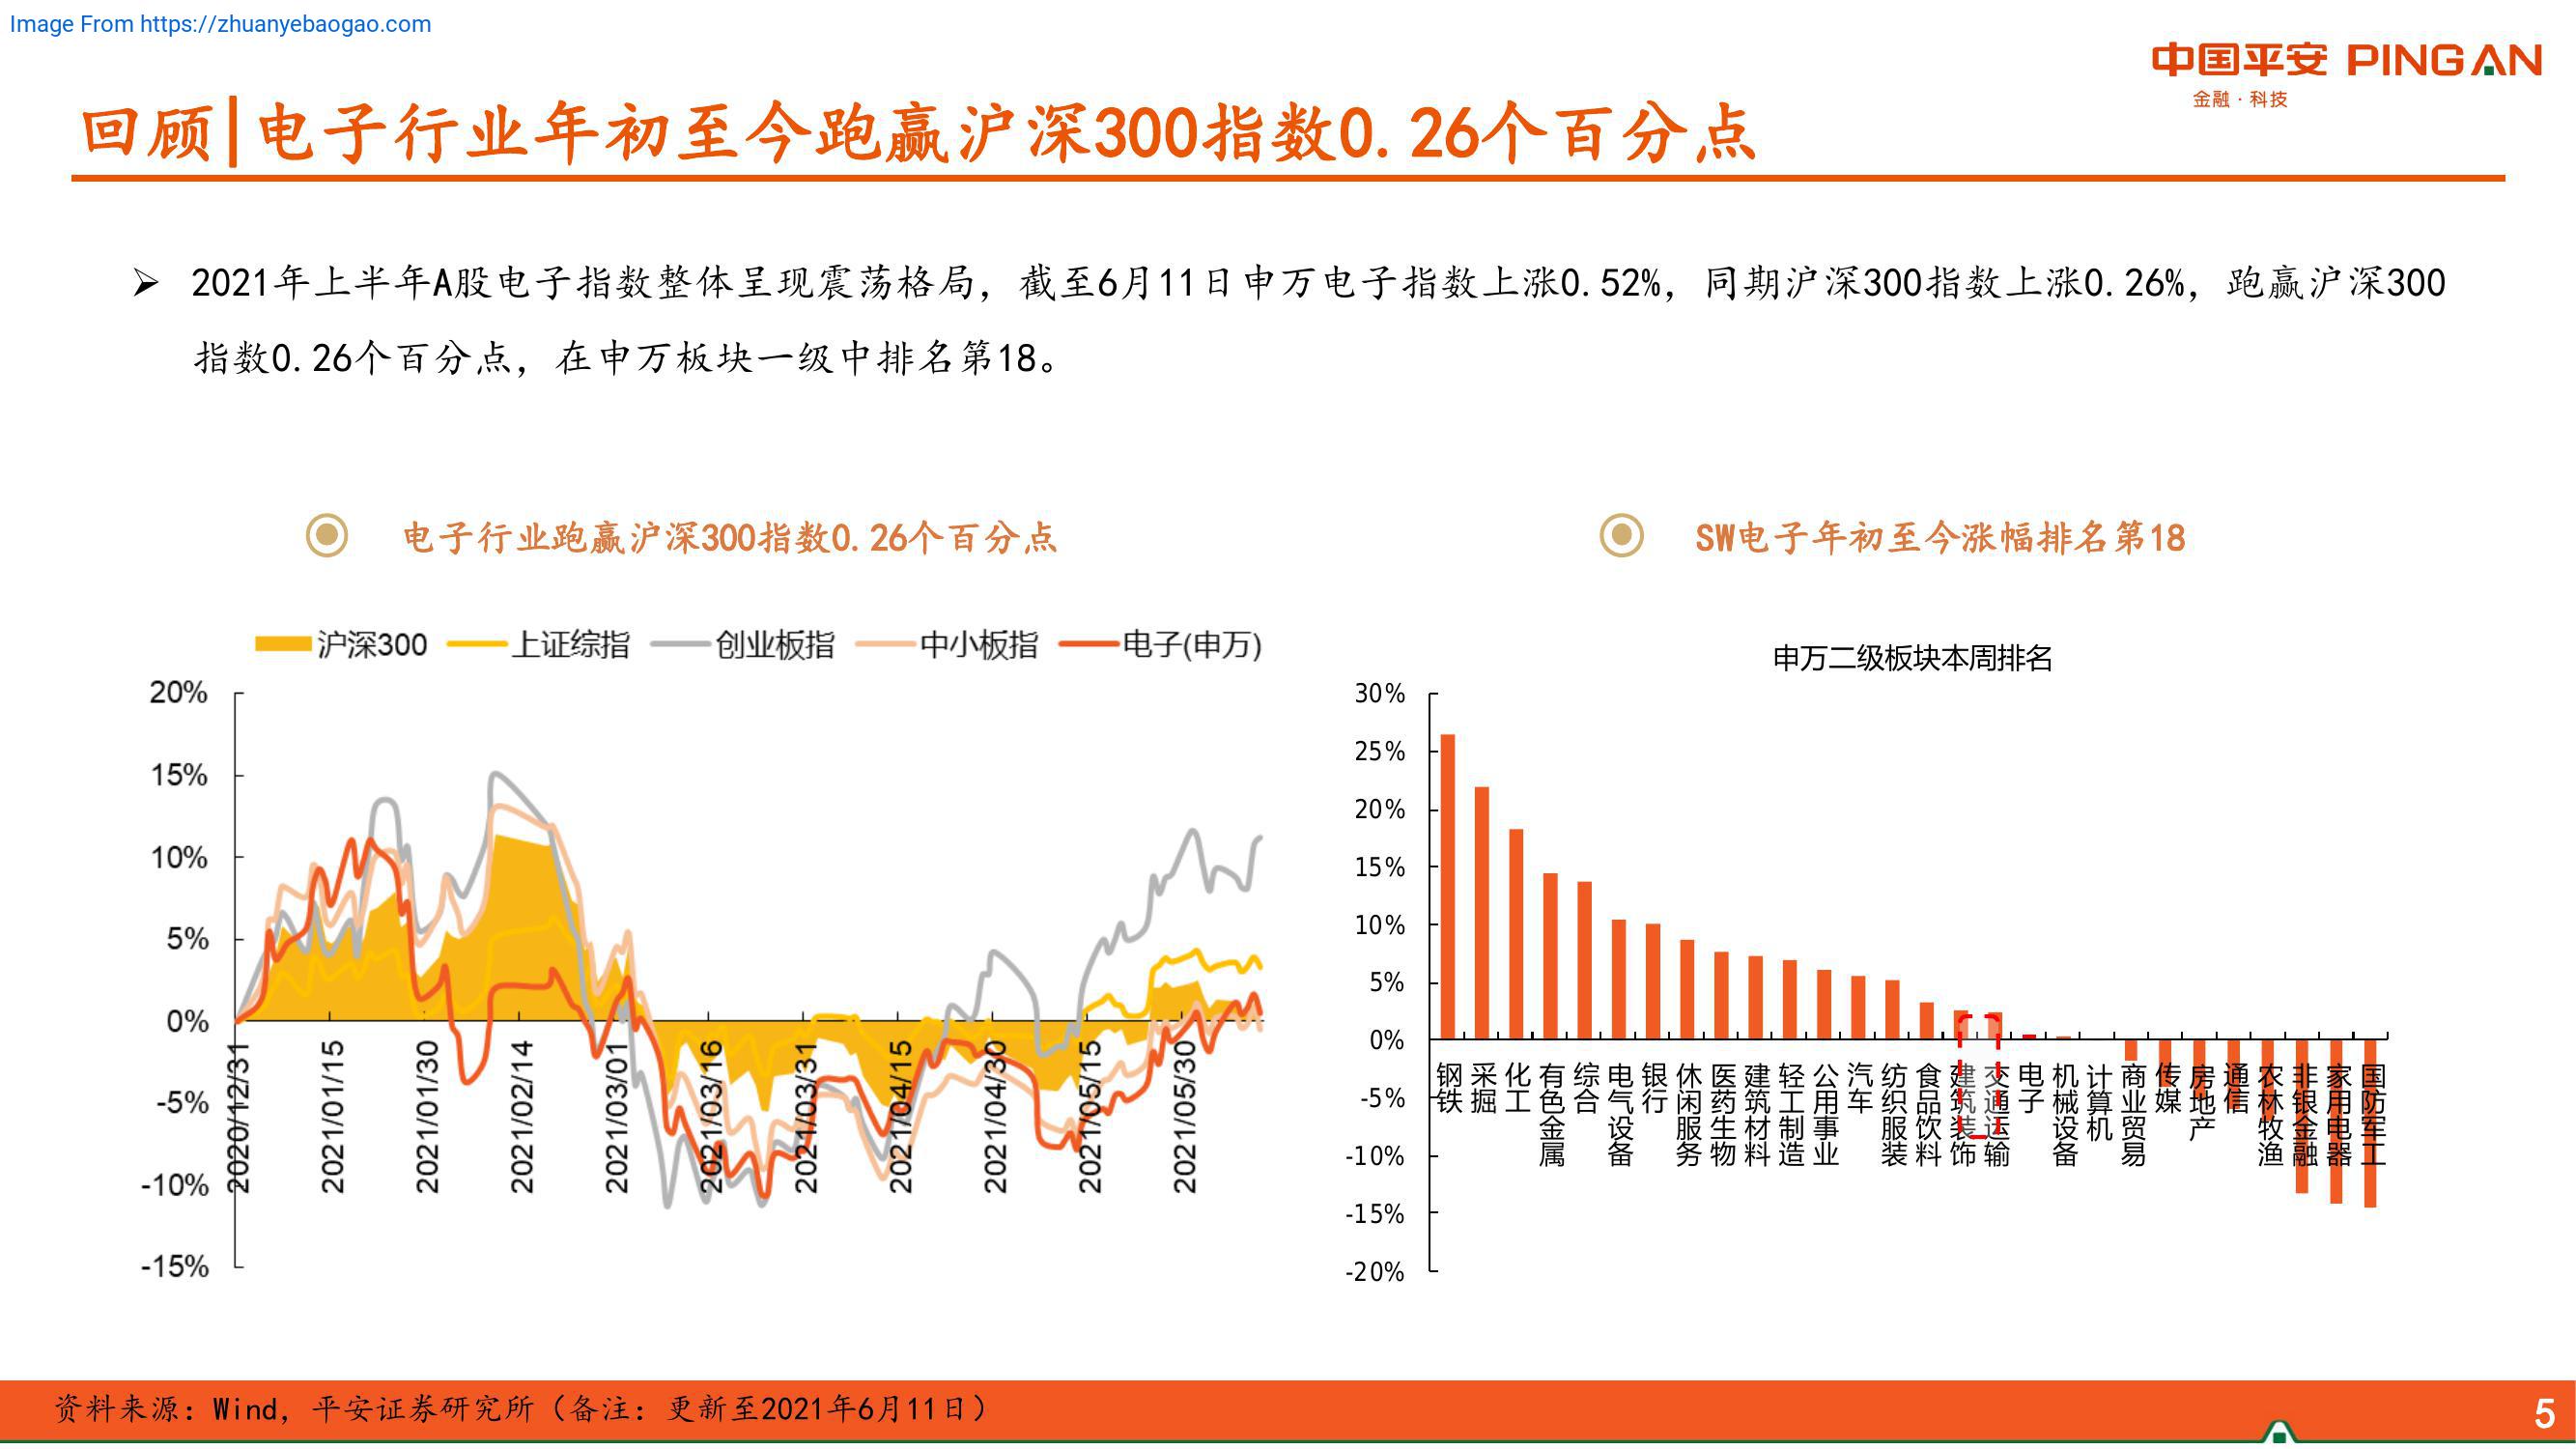 Image From https://zhuanyebaogao.com
中国平安 PINGAN
金融·科技
回顾|电子行业年初至今跑赢沪深300指数0.26个百分点
➢ 2021年上半年A股电子指数整体呈现震荡格局，截至6月11日申万电子指数上涨0.52%，同期沪深300指数上涨0.26%，跑赢沪深300
指数0.26个百分点，在申万板块一级中排名第18。
电子行业跑赢沪深300指数0.26个百分点
沪深300 上证综指 创业板指 中小板指 电子(申万)
20%
15%
10%
5%
0%
-5%
-10%
-15%
2020/12/31
2021/01/15
2021/01/30
2021/02/14
2021/03/01
2021/03/16
2021/03/31
2021/04/15
2021/04/30
2021/05/15
2021/05/30
SW电子年初至今涨幅排名第18
申万二级板块本周排名
30%
25%
20%
15%
10%
5%
0%
-5%
-10%
-15%
-20%
钢铁
采掘
化工
有色金属
综合
电气设备
银行
休闲服务
医药生物
建筑材料
轻工制造
公用事业
汽车
纺织服装
食品饮料
建筑装饰
交通运输
电子
机械设备
计算机
商业贸易
传媒
房地产
通信
农林牧渔
非银金融
家用电器
国防军工
资料来源：Wind，平安证券研究所（备注：更新至2021年6月11日）
5